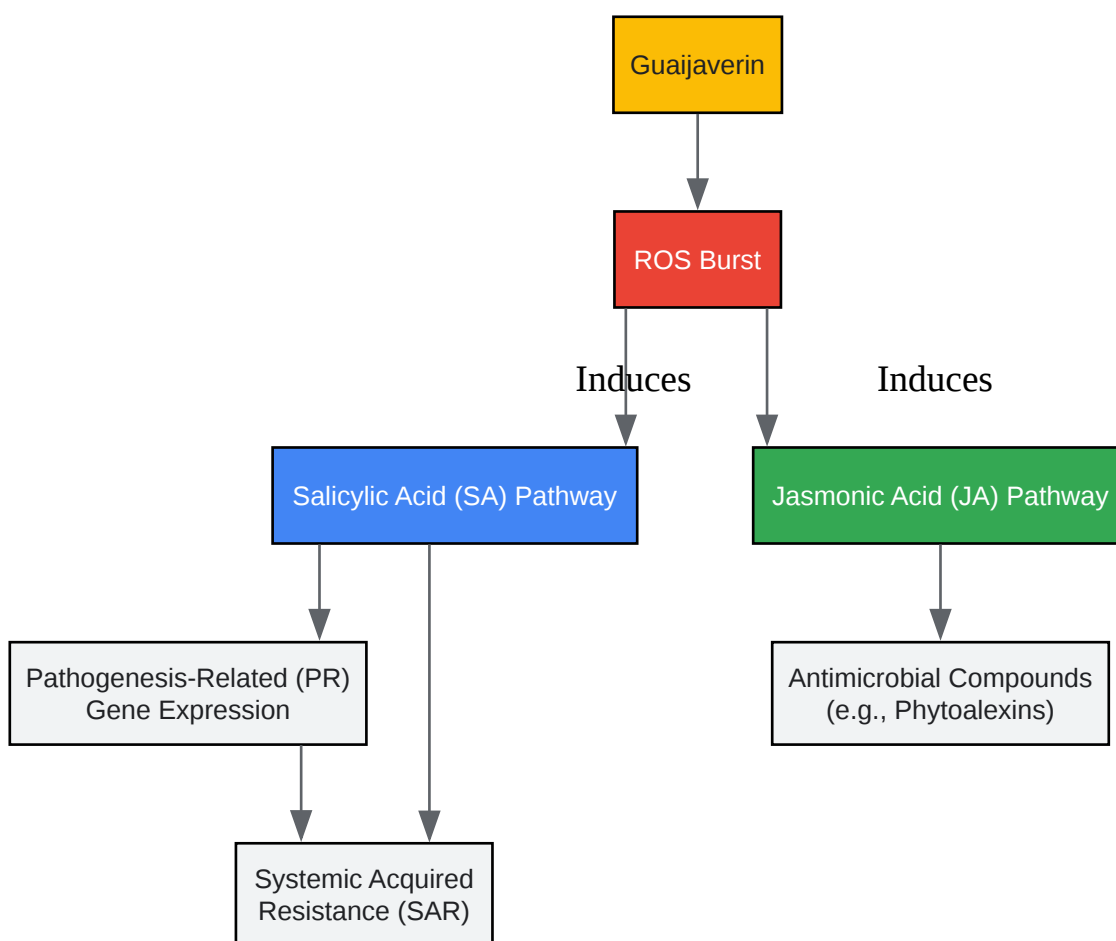 Guaijaverin
ROS Burst
Induces
Induces
Salicylic Acid (SA) Pathway
Jasmonic Acid (JA) Pathway
Pathogenesis-Related (PR)
Gene Expression
Antimicrobial Compounds
(e.g., Phytoalexins)
Systemic Acquired
Resistance (SAR)